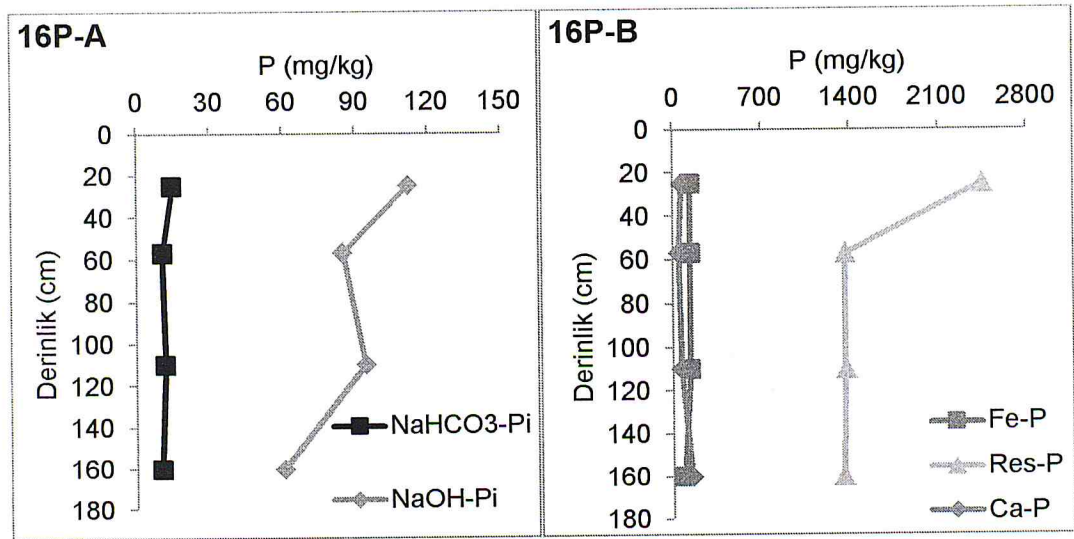 16P-A
P (mg/kg)
0 30 60 90 120 150
0
20
40
60
80
100
120
140
160
180
Derinlik (cm)
NaHCO3-Pi
NaOH-Pi
16P-B
P (mg/kg)
0 700 1400 2100 2800
0
20
40
60
80
100
120
140
160
180
Derinlik (cm)
Fe-P
Res-P
Ca-P